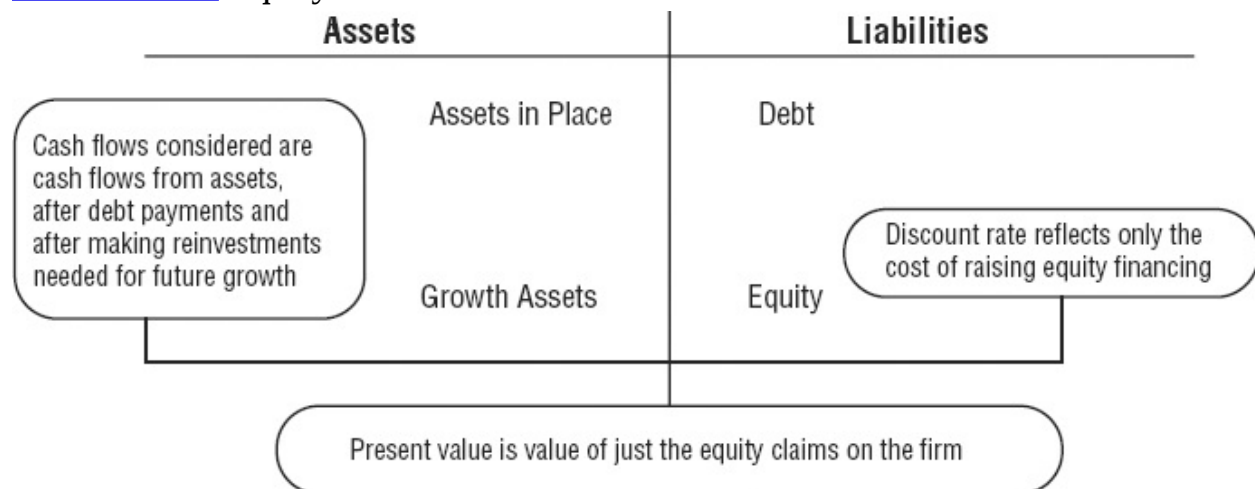 Assets
Liabilities
Assets in Place
Debt
Cash flows considered are
cash flows from assets,
after debt payments and
after making reinvestments
needed for future growth
Discount rate reflects only the
cost of raising equity financing
Growth Assets
Equity
Present value is value of just the equity claims on the firm